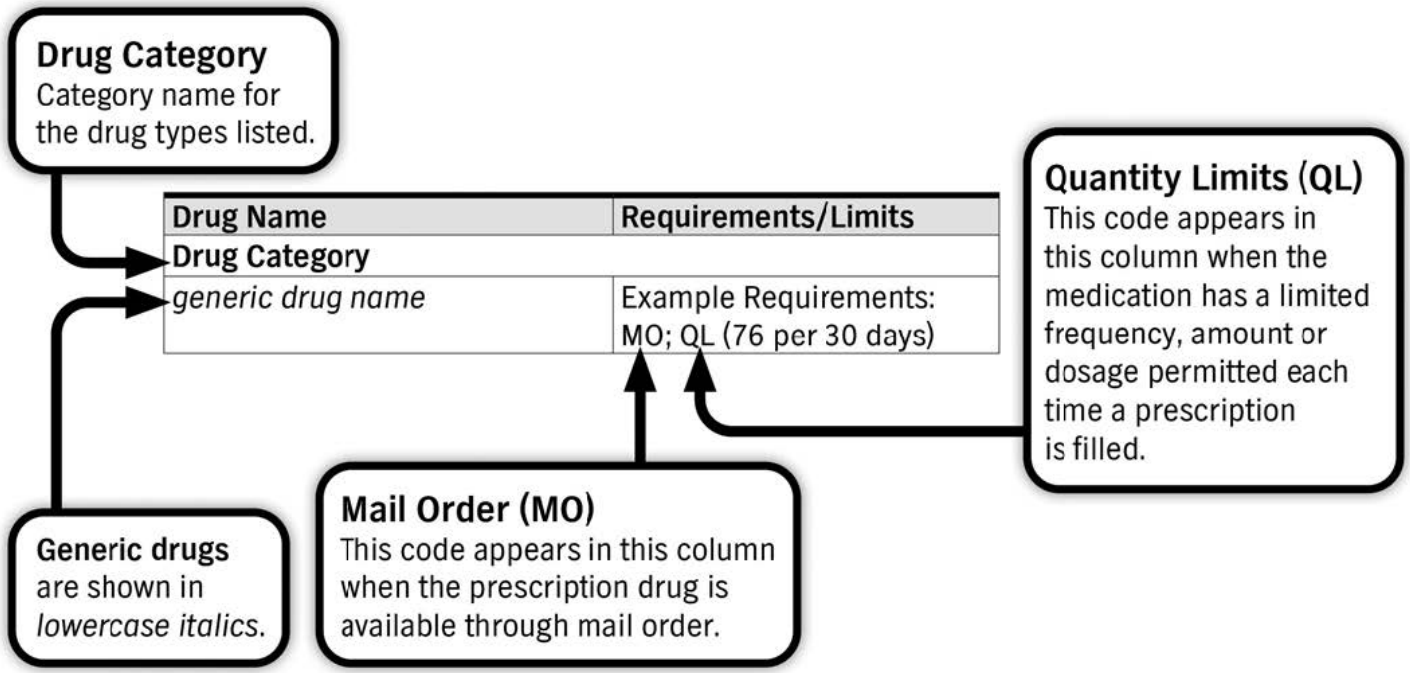 Drug Category
Category name for
the drug types listed.
Drug Name Requirements/Limits
Drug Category
generic drug name Example Requirements:
MO; QL (76 per 30 days)
Quantity Limits (QL)
This code appears in
this column when the
medication has a limited
frequency, amount or
dosage permitted each
time a prescription
is filled.
Generic drugs
are shown in
lowercase italics.
Mail Order (MO)
This code appears in this column
when the prescription drug is
available through mail order.